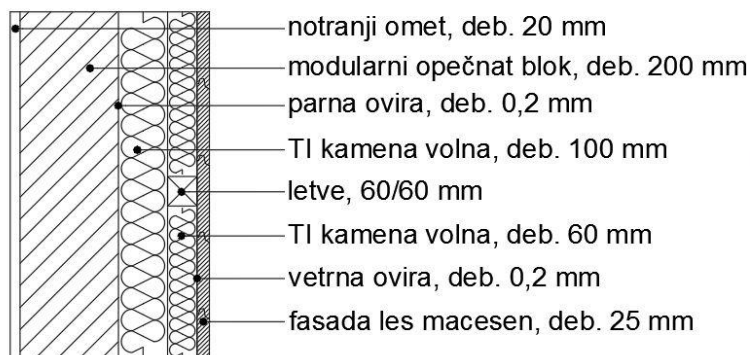 notranji omet, deb. 20 mm
modularni opečnat blok, deb. 200 mm
parna ovira, deb. 0,2 mm
TI kamena volna, deb. 100 mm
letve, 60/60 mm
TI kamena volna, deb. 60 mm
vetrna ovira, deb. 0,2 mm
fasada les macesen, deb. 25 mm